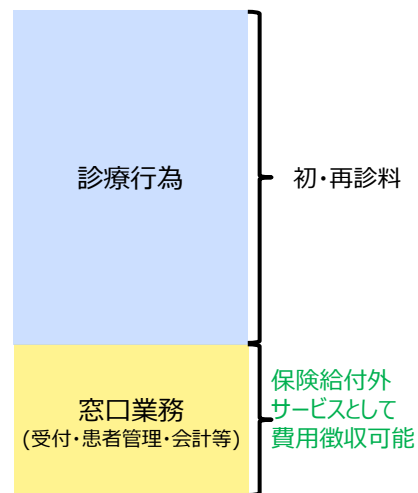 診療行為
初・再診料
窓口業務
(受付・患者管理・会計等)
保険給付外
サービスとして
費用徴収可能